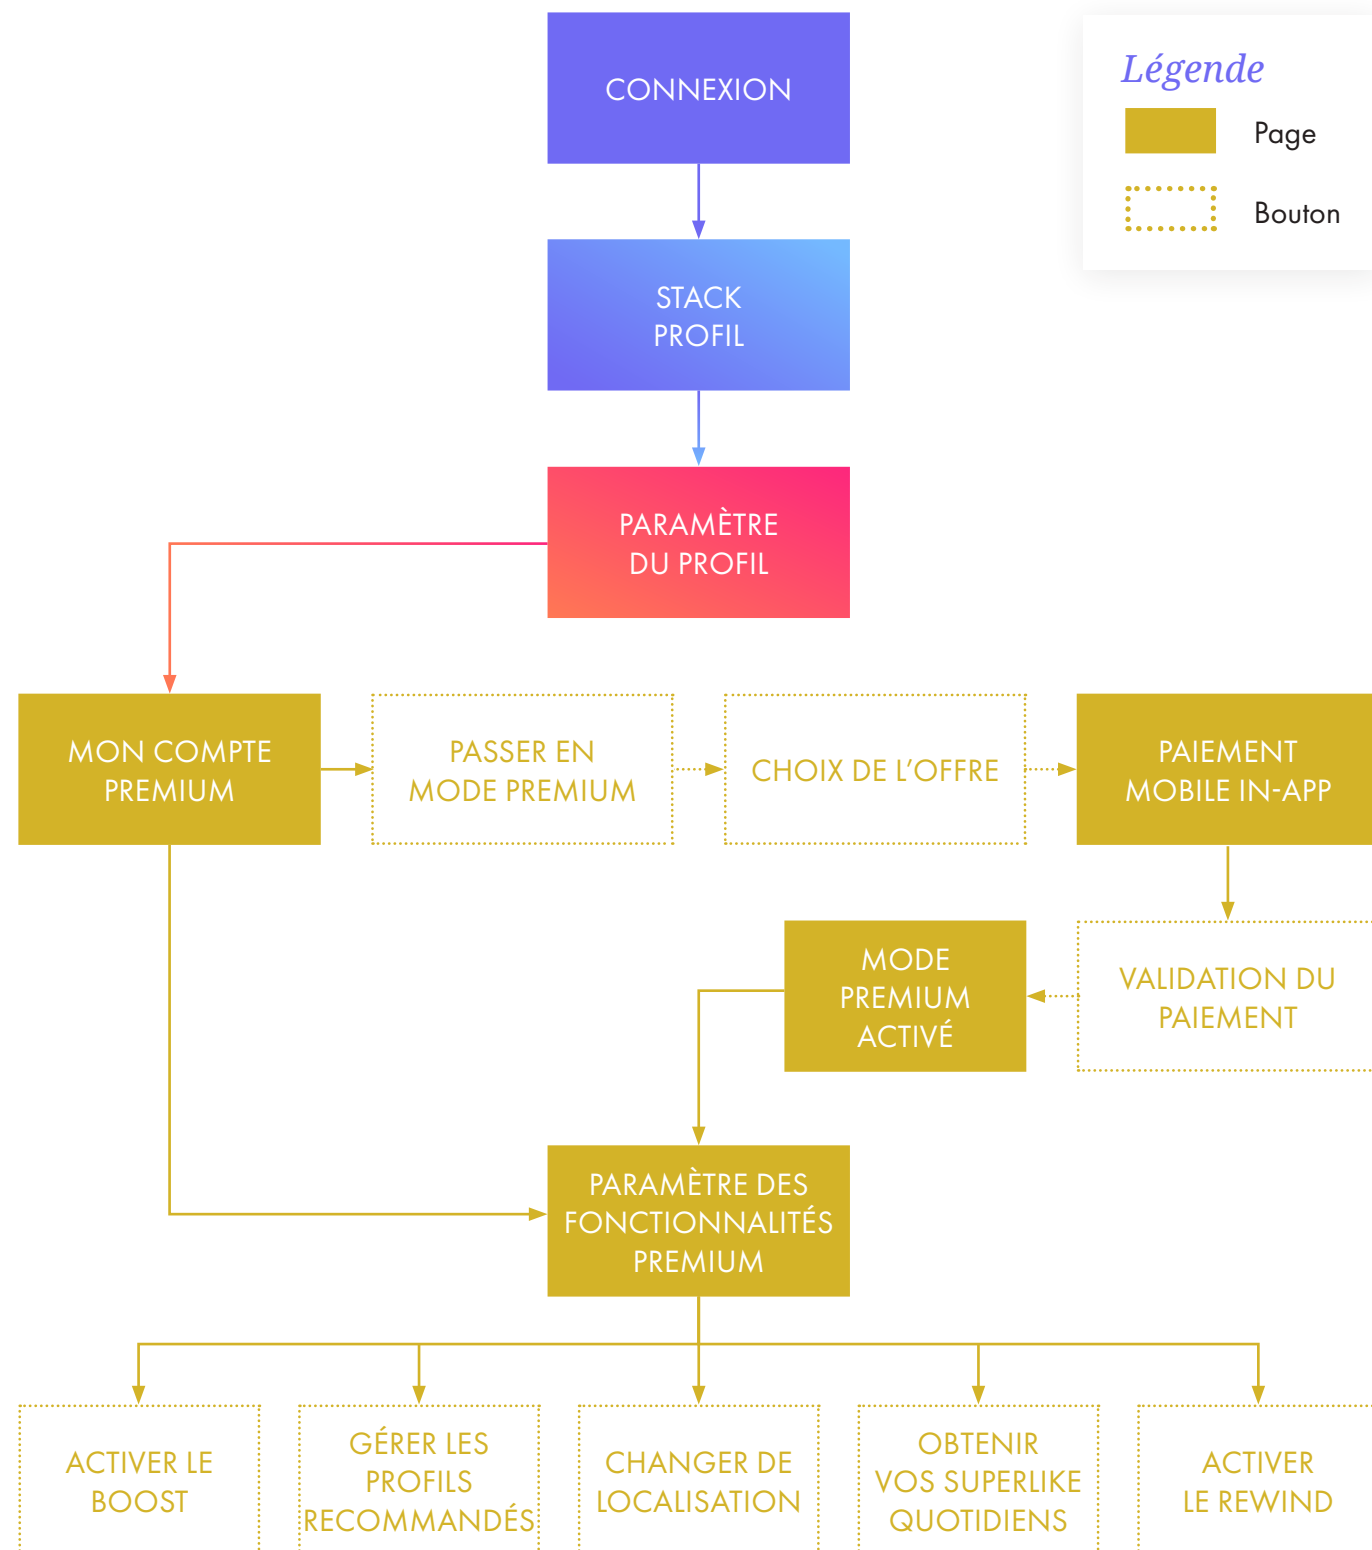 CONNEXION
Légende
Page
Bouton
STACK
PROFIL
PARAMÈTRE
DU PROFIL
MON COMPTE
PREMIUM
PASSER EN
MODE PREMIUM
CHOIX DE L'OFFRE
PAIEMENT
MOBILE IN-APP
MODE
PREMIUM
ACTIVÉ
VALIDATION DU
PAIEMENT
PARAMÈTRE DES
FONCTIONNALITÉS
PREMIUM
ACTIVER LE
BOOST
GÉRER LES
PROFILS
RECOMMANDÉS
CHANGER DE
LOCALISATION
OBTENIR
VOS SUPERLIKE
QUOTIDIENS
ACTIVER
LE REWIND